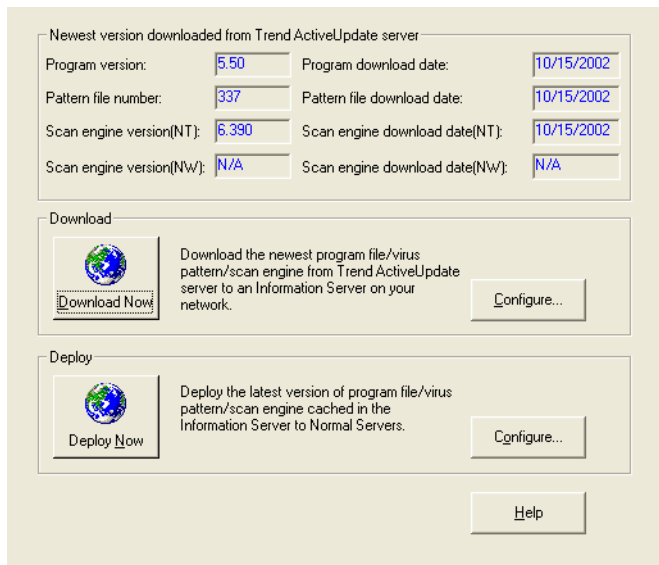 Newest version downloaded from Trend ActiveUpdate server
Program version: 5.50 Program download date: 10/15/2002
Pattern file number: 337 Pattern file download date: 10/15/2002
Scan engine version(NT): 6.390 Scan engine download date(NT): 10/15/2002
Scan engine version(NW): N/A Scan engine download date(NW): N/A
Download
Download the newest program file/virus
pattern/scan engine from Trend ActiveUpdate
server to an Information Server on your
network.
Download Now
Configure...
Deploy
Deploy the latest version of program file/virus
pattern/scan engine cached in the
Information Server to Normal Servers.
Deploy Now
Configure...
Help